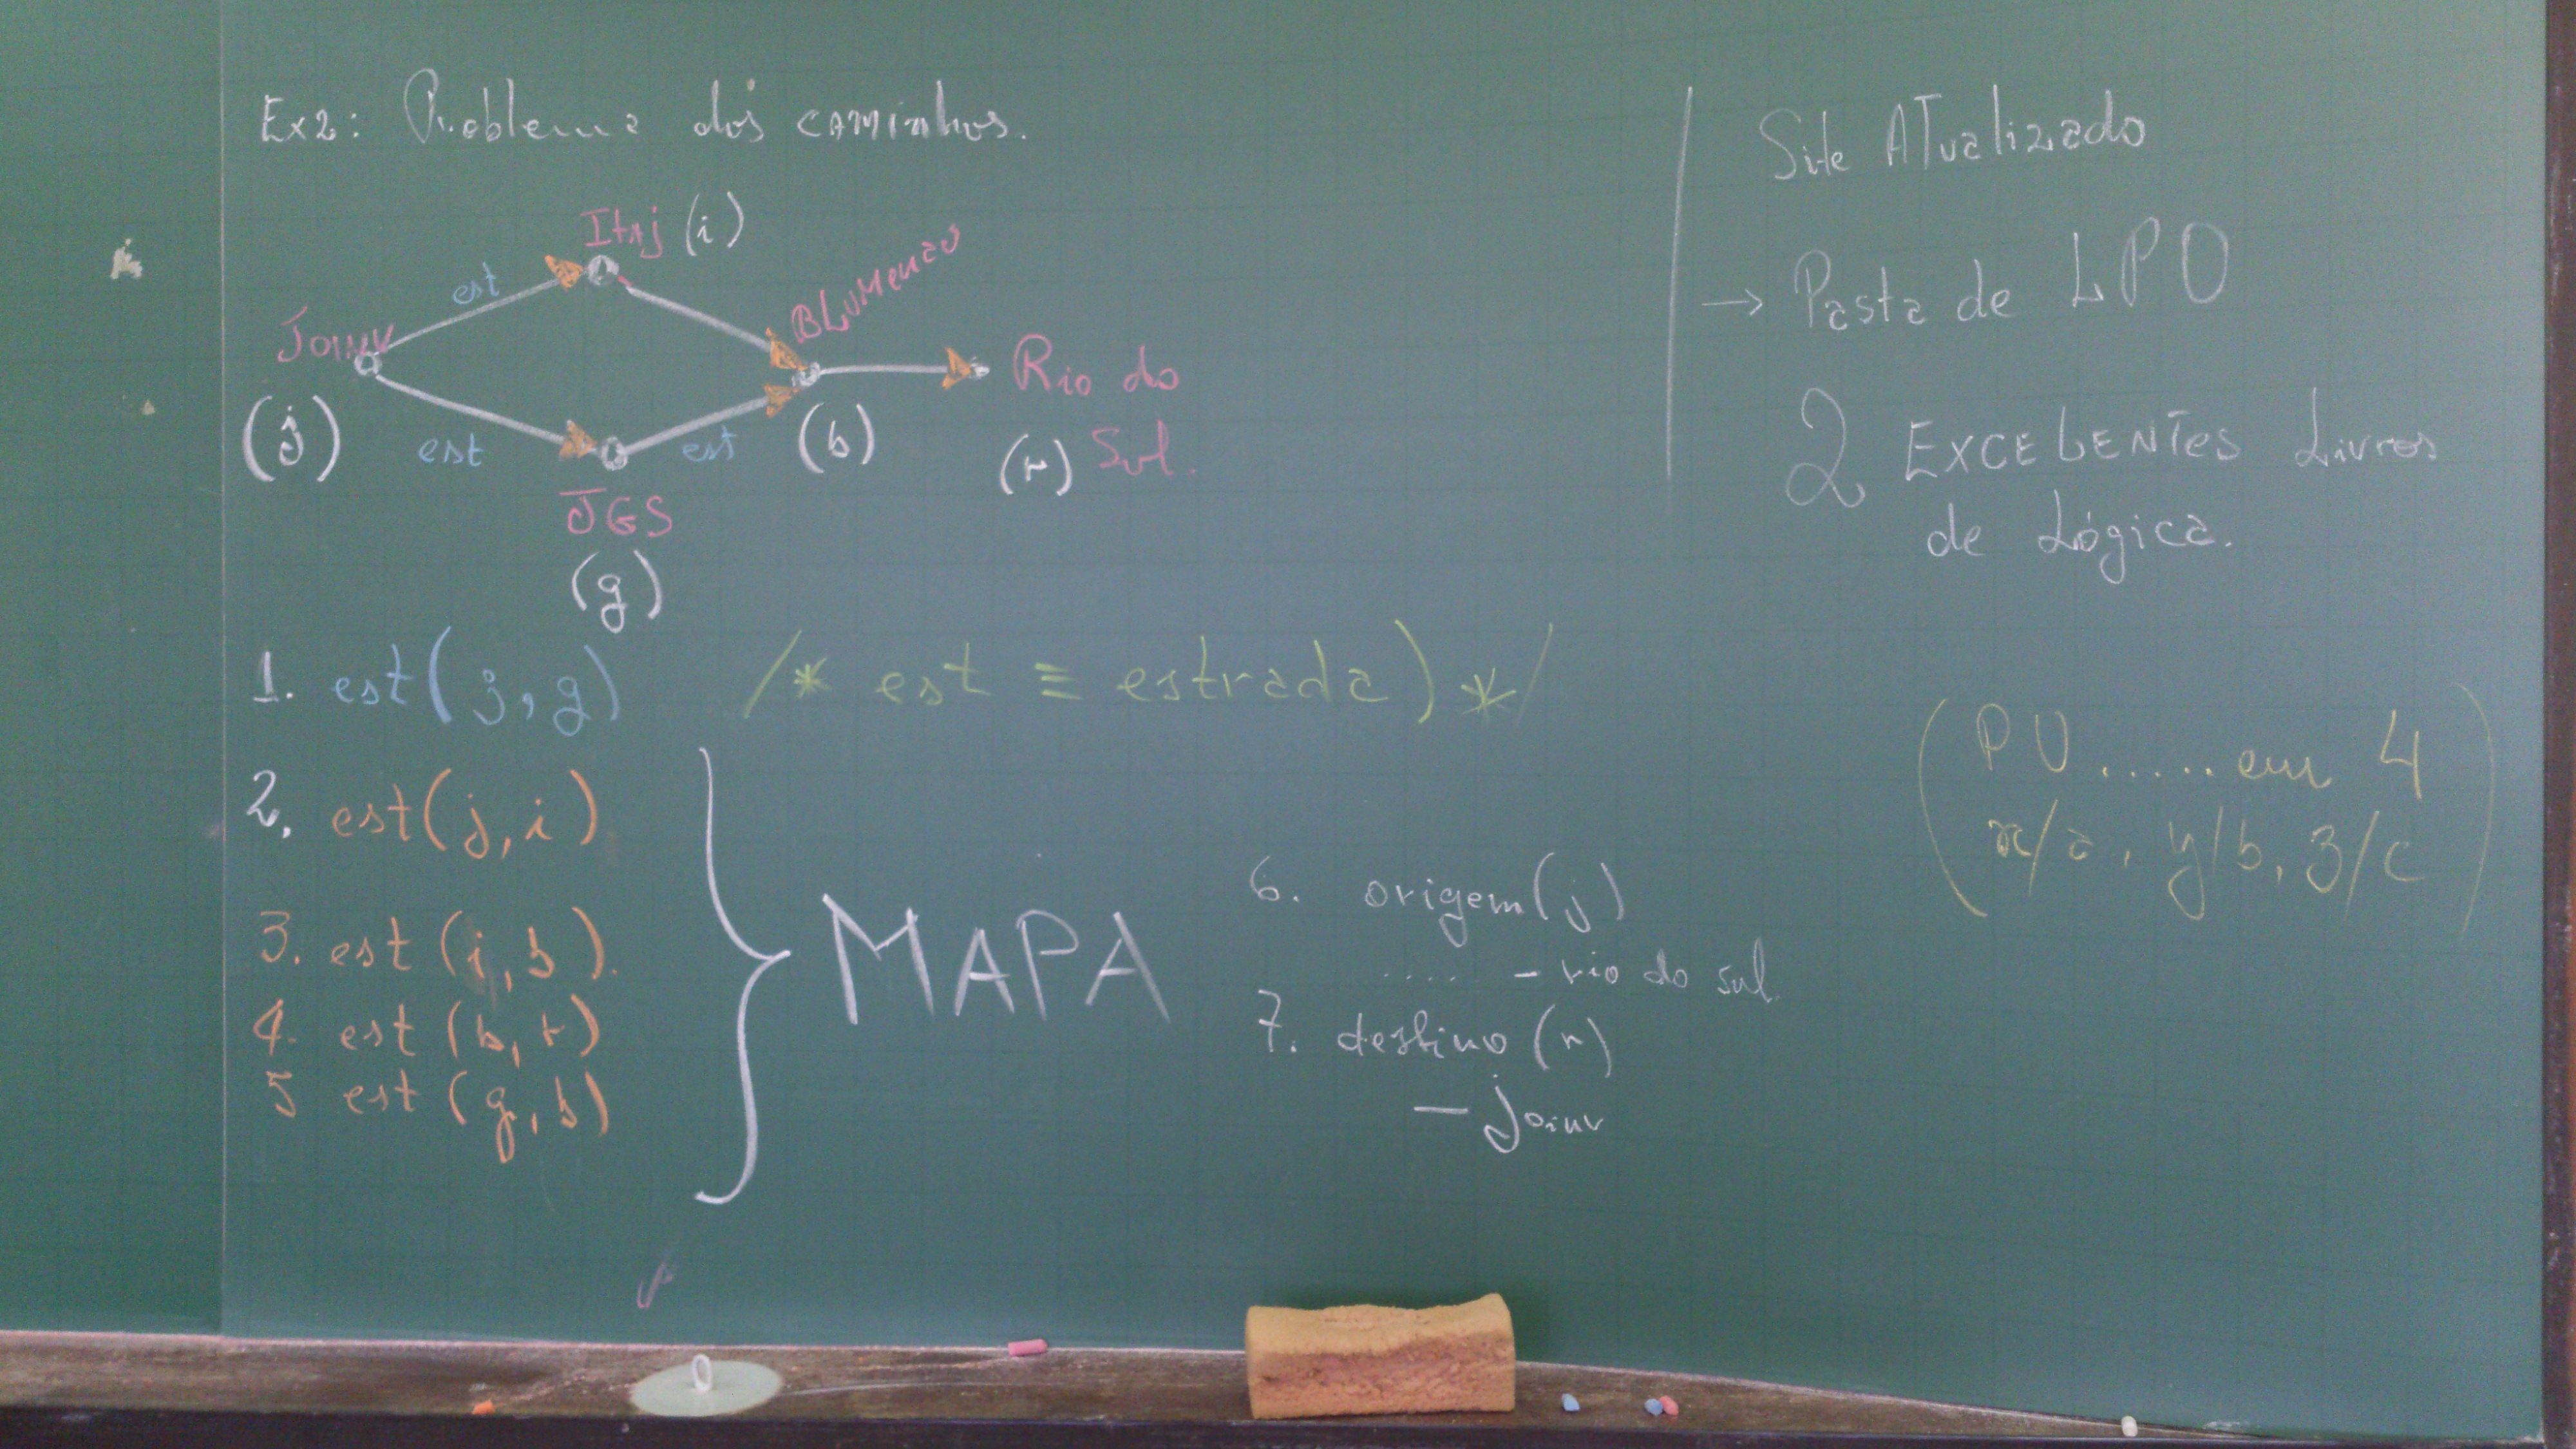 Ex2: Problema dos caminhos.
Itaj (i)
est
BLUMENAU
Joinv
Rio do
Sul.
(j)
est
est
(b)
(r)
JGS
(g)
1. est(j,g) /* est ≡ estrada) */
2. est(j,i)
3. est (i,b).
4. est (b,r)
5 est (g,b)
MAPA
6. origem(j)
.... - rio do sul.
7. destino (r)
- Joinv
Site ATualizado
→ Pasta de LPO
2 EXCELENTES Livros
de Lógica.
(PU ...... em 4
x/a, y/b, z/c)